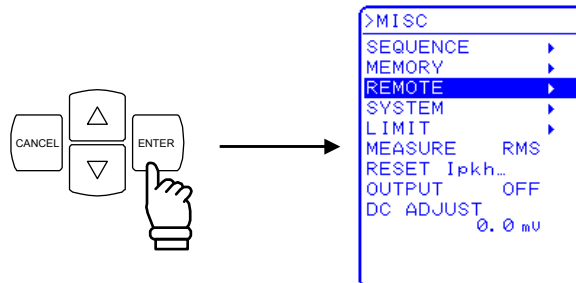 CANCEL
ENTER
>MISC
SEQUENCE
MEMORY
REMOTE
SYSTEM
LIMIT
MEASURE RMS
RESET Ipkh…
OUTPUT OFF
DC ADJUST
0.0 mV